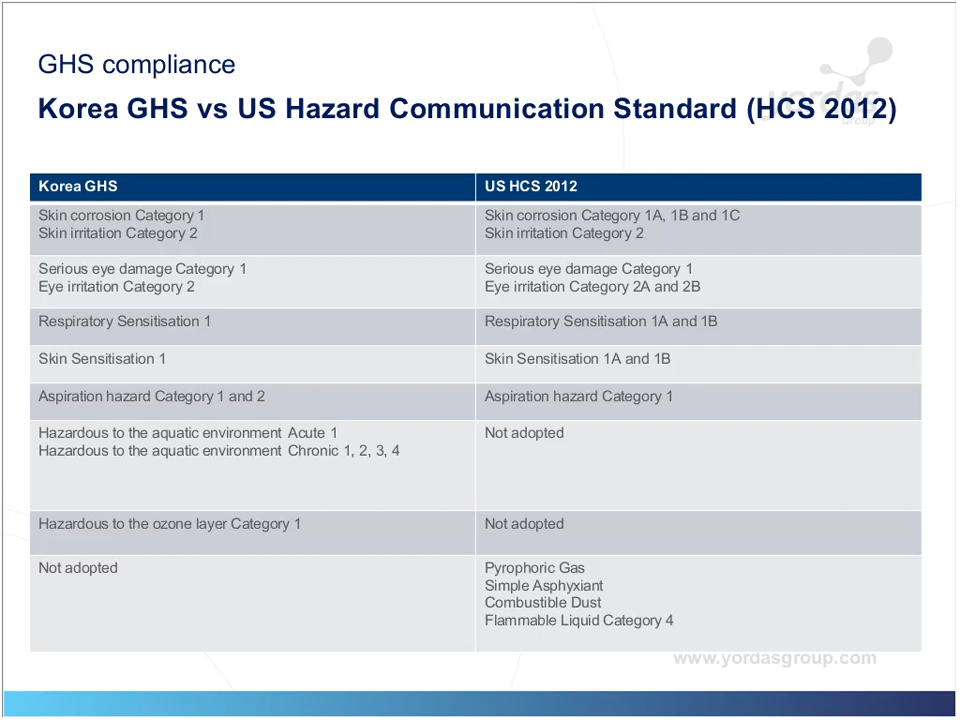 GHS compliance
yordas
Group
Korea GHS vs US Hazard Communication Standard (HCS 2012)
Korea GHS
US HCS 2012
Skin corrosion Category 1
Skin irritation Category 2
Skin corrosion Category 1A, 1B and 1C
Skin irritation Category 2
Serious eye damage Category 1
Eye irritation Category 2
Serious eye damage Category 1
Eye irritation Category 2A and 2B
Respiratory Sensitisation 1
Respiratory Sensitisation 1A and 1B
Skin Sensitisation 1
Skin Sensitisation 1A and 1B
Aspiration hazard Category 1 and 2
Aspiration hazard Category 1
Hazardous to the aquatic environment Acute 1
Hazardous to the aquatic environment Chronic 1, 2, 3, 4
Not adopted
Hazardous to the ozone layer Category 1
Not adopted
Not adopted
Pyrophoric Gas
Simple Asphyxiant
Combustible Dust
Flammable Liquid Category 4
www.yordasgroup.com